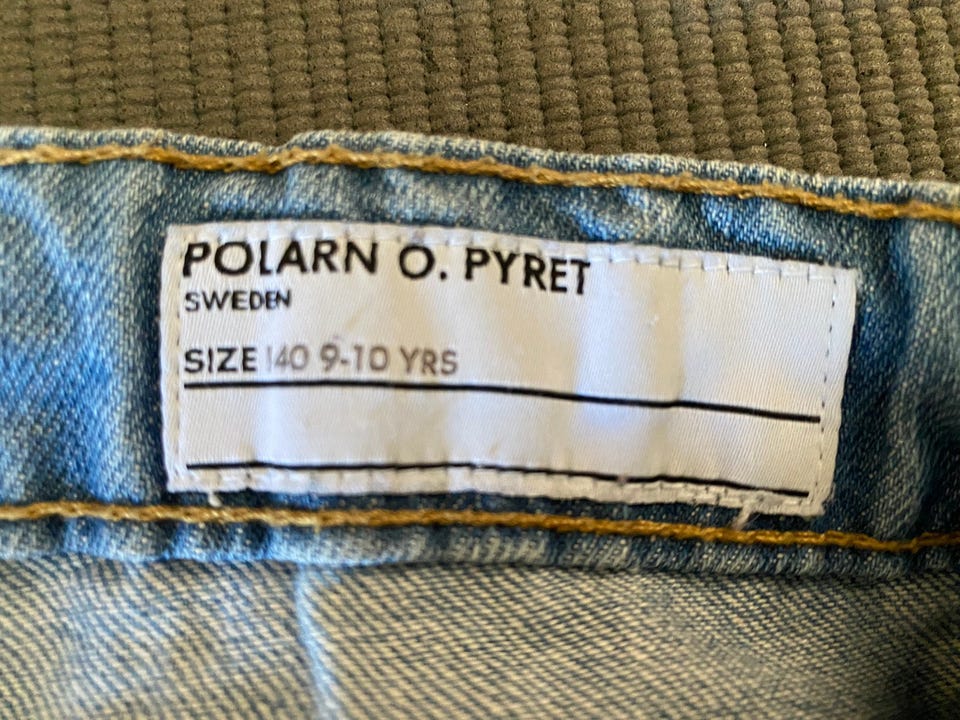 POLARN O. PYRET
SWEDEN
SIZE 140 9-10 YRS